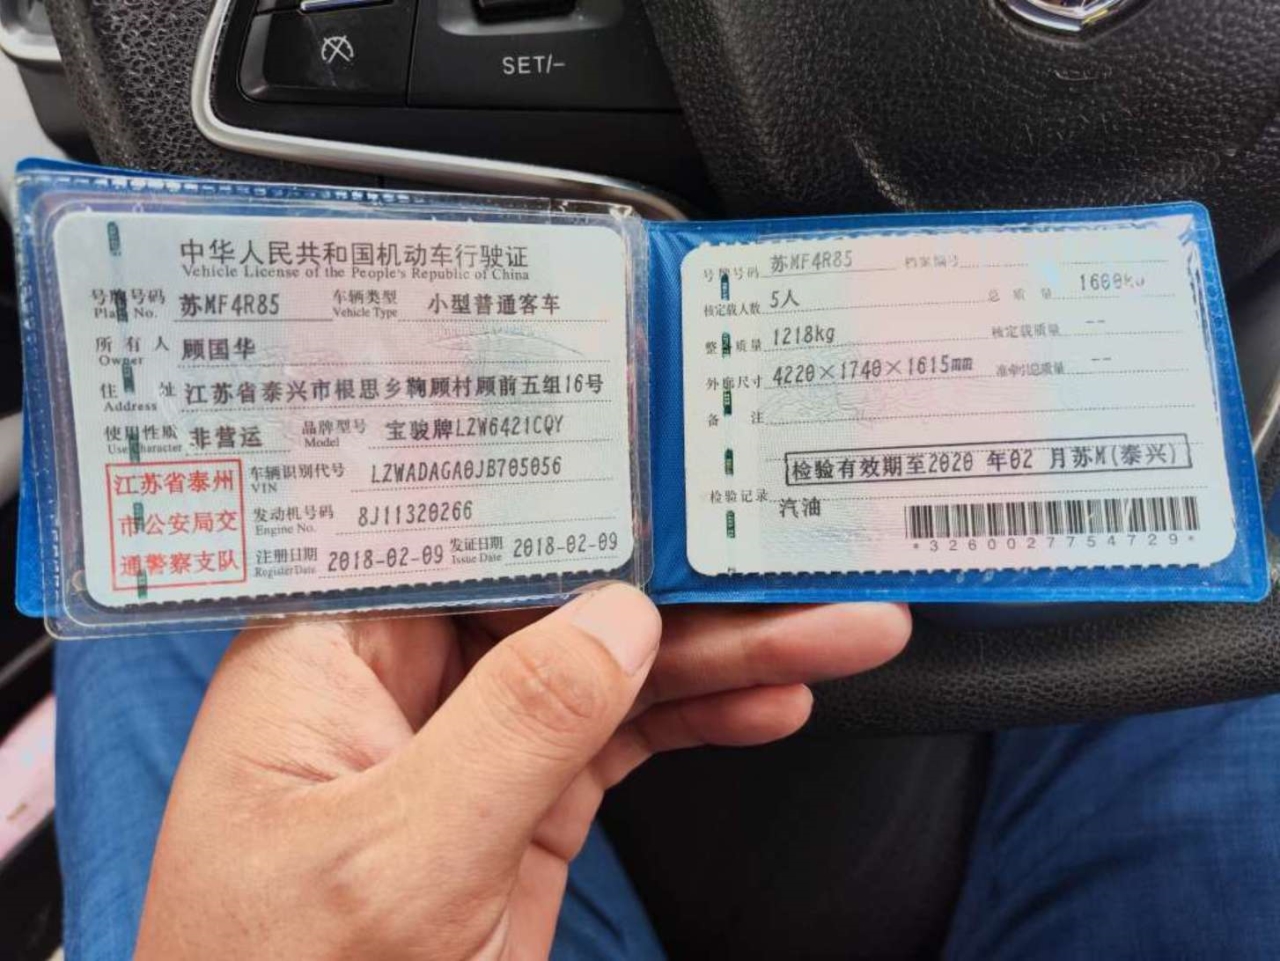 SET/−
中华人民共和国机动车行驶证
Vehicle License of the People's Republic of China
号牌号码 苏MF4R85 车辆类型 小型普通客车
Plate No. Vehicle Type
所有人 顾国华
Owner
住址 江苏省泰兴市根思乡鞠顾村顾前五组16号
Address
使用性质 非营运 品牌型号 宝骏牌LZW6421CQY
Use Character Model
江苏省泰州
市公安局交
通警察支队
车辆识别代号 LZWADAGA0JB705056
VIN
发动机号码 8J11320266
Engine No.
注册日期 2018-02-09 发证日期 2018-02-09
Register Date Issue Date
号牌号码 苏MF4R85 档案编号
核定载人数 5人 总质量 1600kg
整备质量 1218kg 核定载质量 --
外廓尺寸 4220×1740×1615mm 准牵引总质量 --
备注
检验有效期至2020 年02 月苏M(泰兴)
检验记录
汽油
*3260027754729*